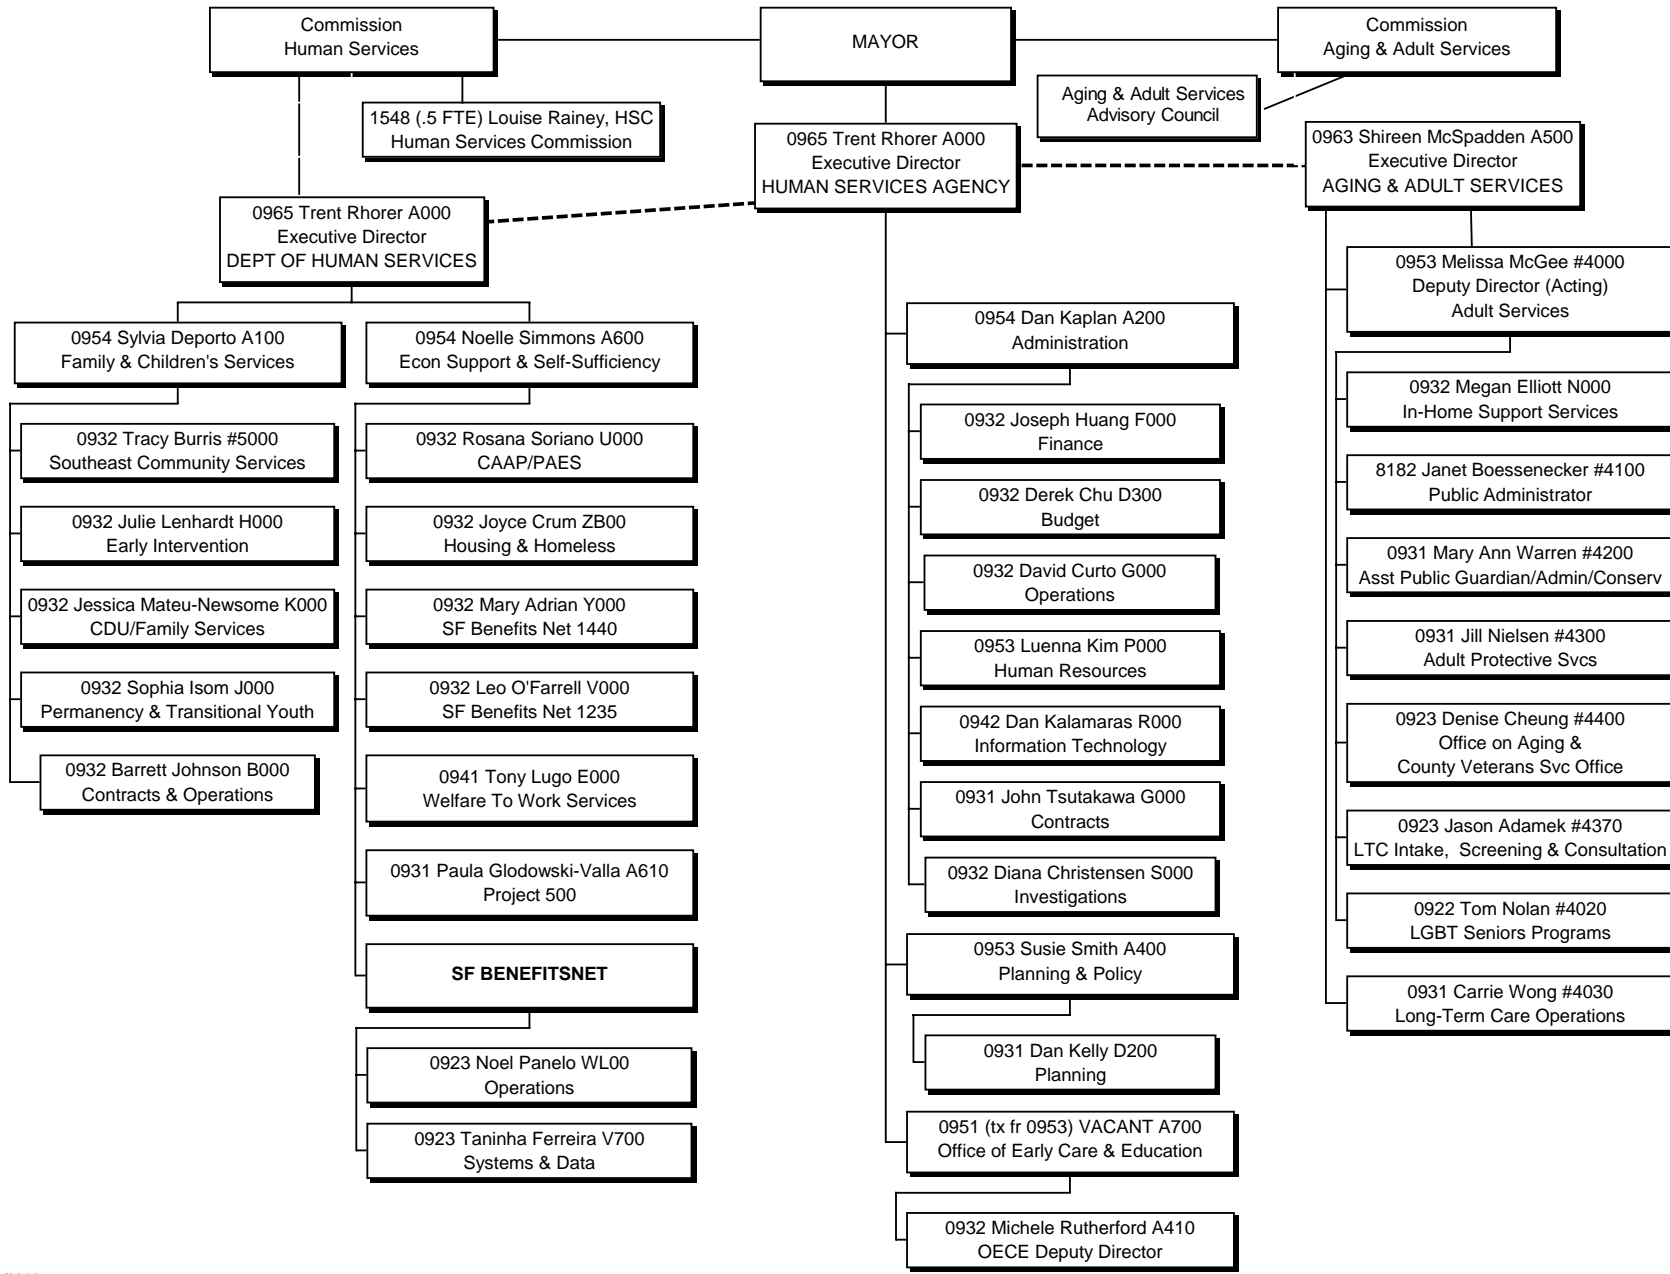 Commission
Human Services
MAYOR
Commission
Aging & Adult Services
1548 (.5 FTE) Louise Rainey, HSC
Human Services Commission
Aging & Adult Services
Advisory Council
0965 Trent Rhorer A000
Executive Director
HUMAN SERVICES AGENCY
0963 Shireen McSpadden A500
Executive Director
AGING & ADULT SERVICES
0965 Trent Rhorer A000
Executive Director
DEPT OF HUMAN SERVICES
0954 Sylvia Deporto A100
Family & Children's Services
0932 Tracy Burris #5000
Southeast Community Services
0932 Julie Lenhardt H000
Early Intervention
0932 Jessica Mateu-Newsome K000
CDU/Family Services
0932 Sophia Isom J000
Permanency & Transitional Youth
0932 Barrett Johnson B000
Contracts & Operations
0954 Noelle Simmons A600
Econ Support & Self-Sufficiency
0932 Rosana Soriano U000
CAAP/PAES
0932 Joyce Crum ZB00
Housing & Homeless
0932 Mary Adrian Y000
SF Benefits Net 1440
0932 Leo O'Farrell V000
SF Benefits Net 1235
0941 Tony Lugo E000
Welfare To Work Services
0931 Paula Glodowski-Valla A610
Project 500
SF BENEFITSNET
0923 Noel Panelo WL00
Operations
0923 Taninha Ferreira V700
Systems & Data
0954 Dan Kaplan A200
Administration
0932 Joseph Huang F000
Finance
0932 Derek Chu D300
Budget
0932 David Curto G000
Operations
0953 Luenna Kim P000
Human Resources
0942 Dan Kalamaras R000
Information Technology
0931 John Tsutakawa G000
Contracts
0932 Diana Christensen S000
Investigations
0953 Susie Smith A400
Planning & Policy
0931 Dan Kelly D200
Planning
0951 (tx fr 0953) VACANT A700
Office of Early Care & Education
0932 Michele Rutherford A410
OECE Deputy Director
0953 Melissa McGee #4000
Deputy Director (Acting)
Adult Services
0932 Megan Elliott N000
In-Home Support Services
8182 Janet Boessenecker #4100
Public Administrator
0931 Mary Ann Warren #4200
Asst Public Guardian/Admin/Conserv
0931 Jill Nielsen #4300
Adult Protective Svcs
0923 Denise Cheung #4400
Office on Aging &
County Veterans Svc Office
0923 Jason Adamek #4370
LTC Intake, Screening & Consultation
0922 Tom Nolan #4020
LGBT Seniors Programs
0931 Carrie Wong #4030
Long-Term Care Operations